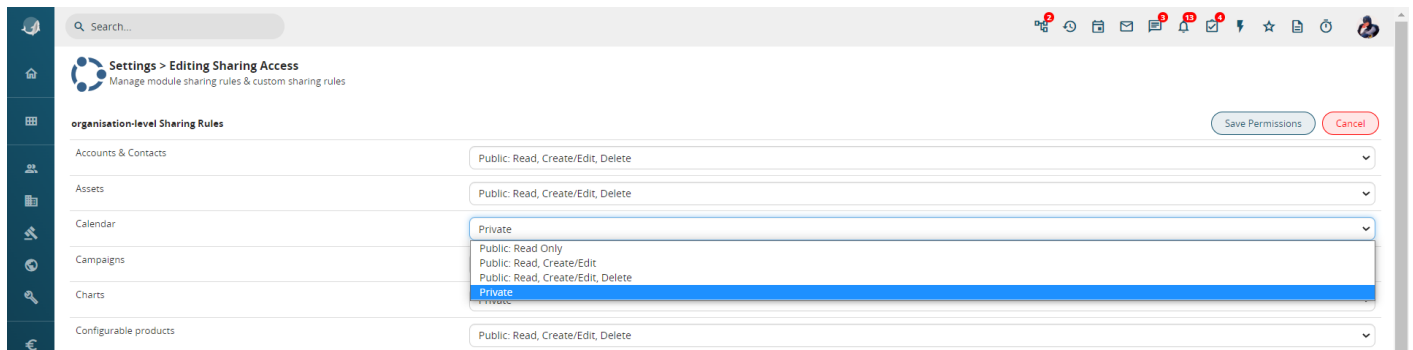 Search...
2
3
13
4
Settings > Editing Sharing Access
Manage module sharing rules & custom sharing rules
organisation-level Sharing Rules
Save Permissions
Cancel
Accounts & Contacts
Public: Read, Create/Edit, Delete
Assets
Public: Read, Create/Edit, Delete
Calendar
Private
Public: Read Only
Public: Read, Create/Edit
Public: Read, Create/Edit, Delete
Private
Campaigns
Charts
Private
Configurable products
Public: Read, Create/Edit, Delete